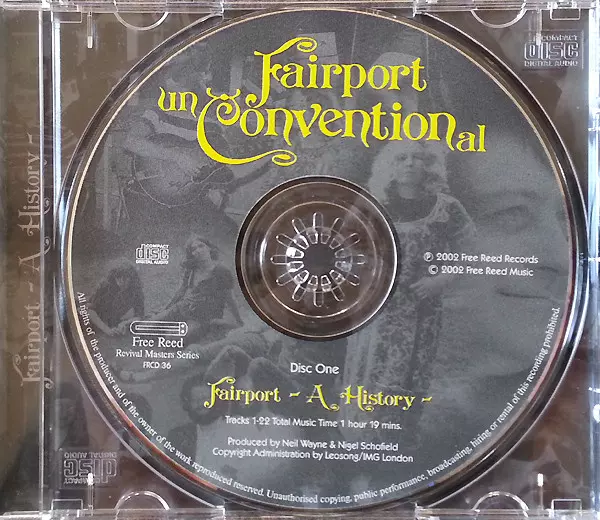 Fairport
unConventional
COMPACT
disc
DIGITAL AUDIO
Fairport - A History -
COMPACT
disc
DIGITAL AUDIO
℗ 2002 Free Reed Records
© 2002 Free Reed Music
Free Reed
Revival Masters Series
FRCD 36
Disc One
Fairport - A History -
Tracks 1-22 Total Music Time 1 hour 19 mins.
Produced by Neil Wayne & Nigel Schofield
Copyright Administration by Leosong/IMG London
All rights of the producer and of the owner of the work reproduced reserved. Unauthorised copying, public performance, broadcasting, hiring or rental of this recording prohibited.
COMPACT
disc
DIGITAL AUDIO